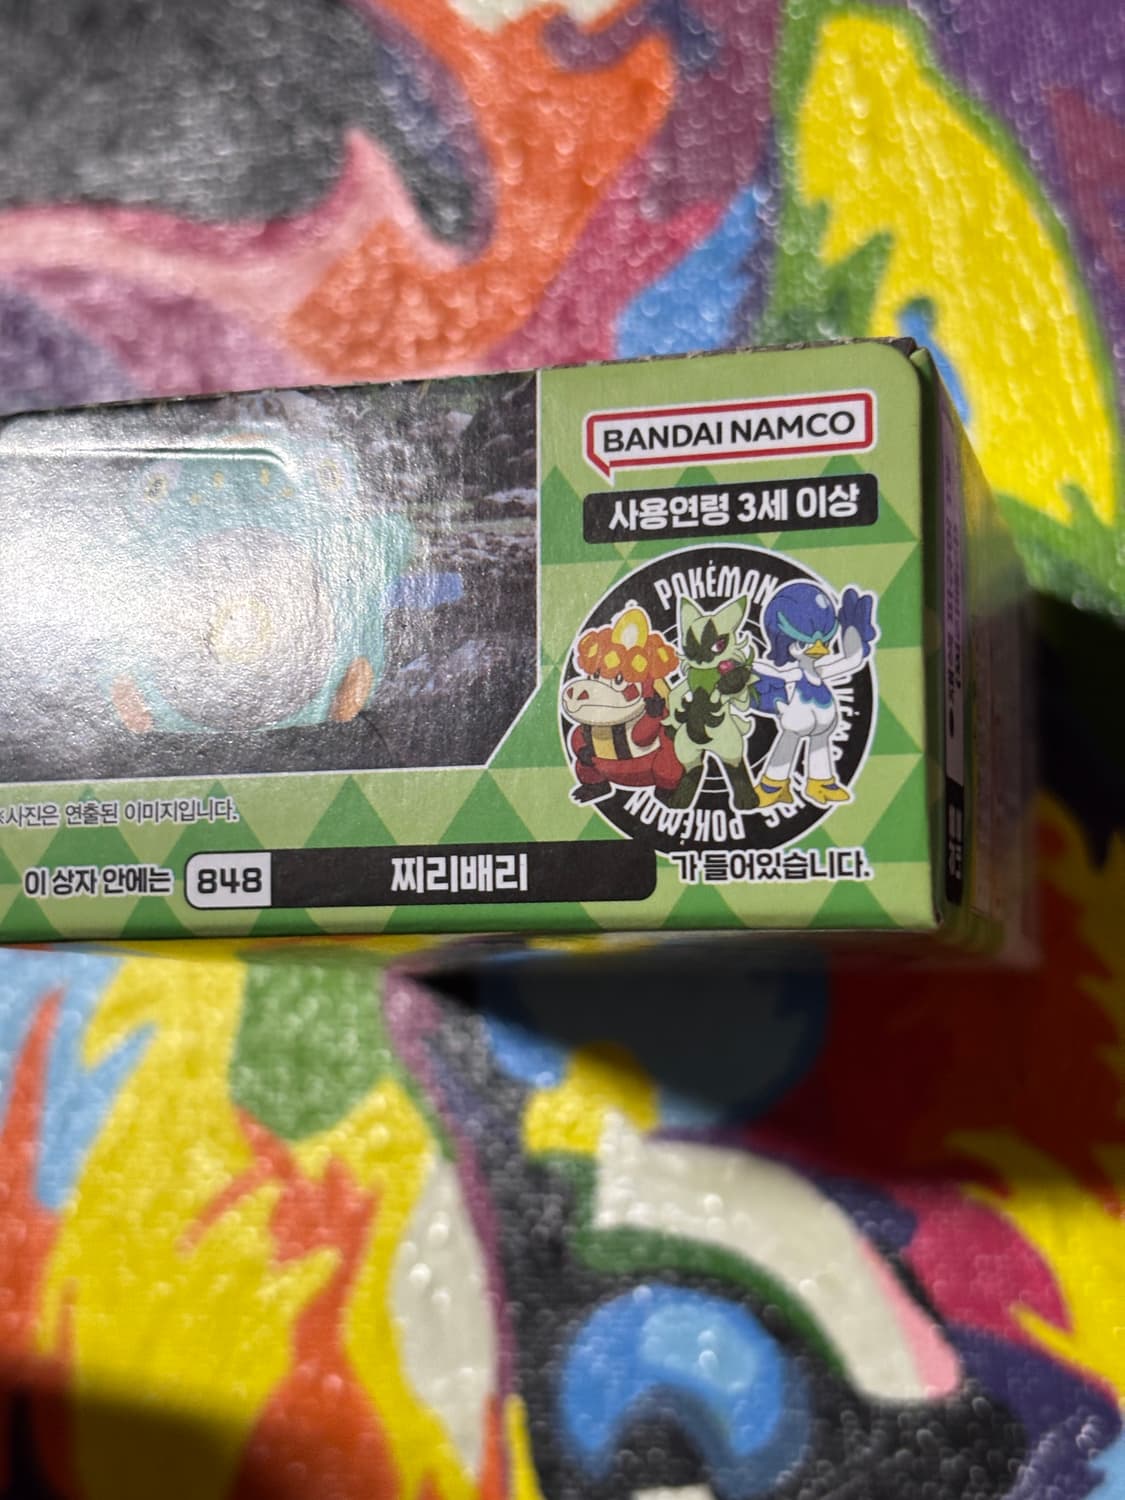 BANDAI NAMCO
사용연령 3세 이상
POKÉMON
POKÉMON
※사진은 연출된 이미지입니다.
이 상자 안에는 848 찌리배리 가 들어있습니다.